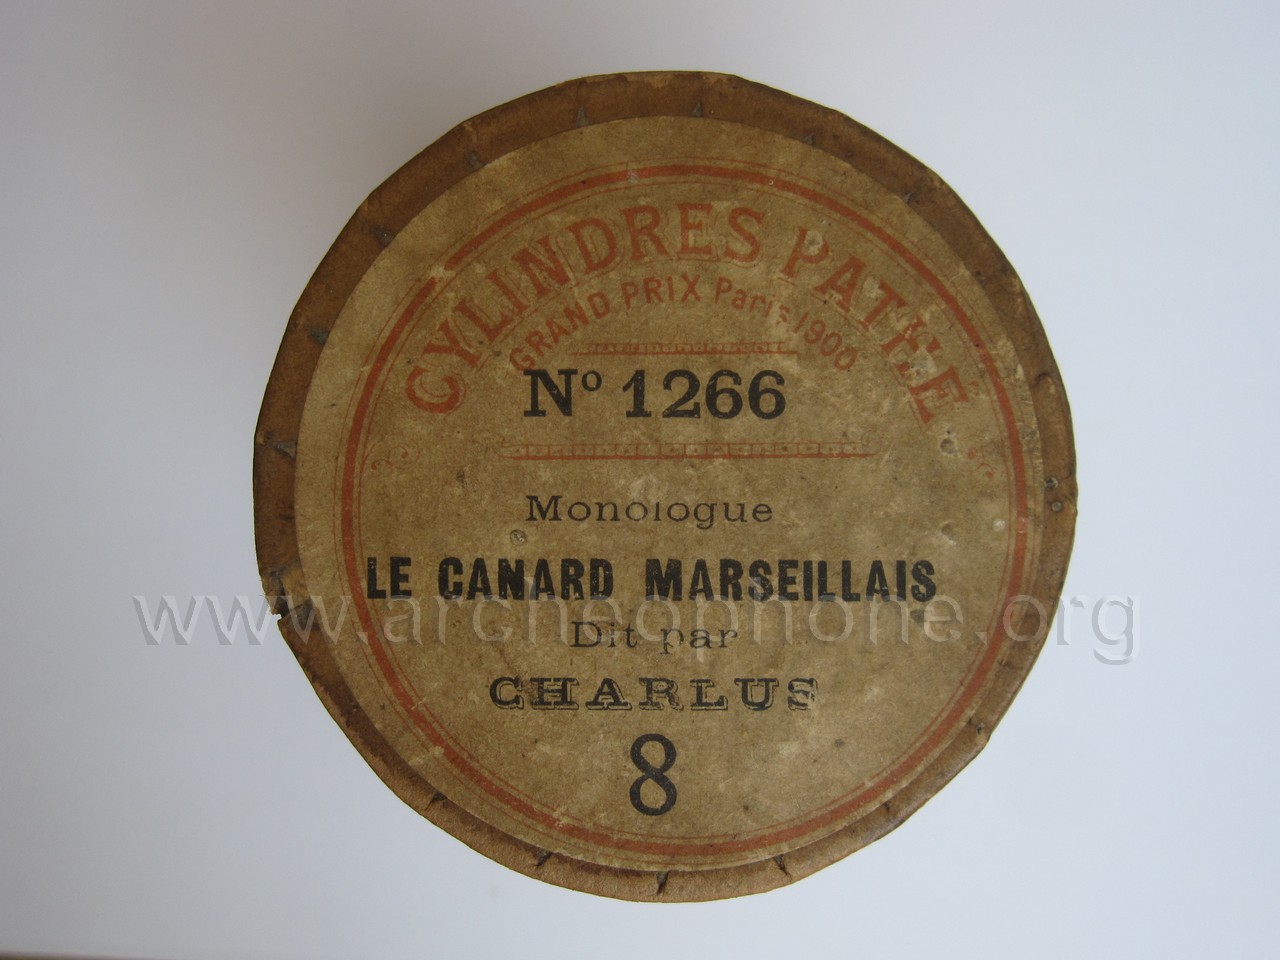 CYLINDRES PATHÉ
GRAND PRIX Paris 1900
Nº 1266
Monologue
LE CANARD MARSEILLAIS
www.archeophone.org
Dit par
CHARLUS
8